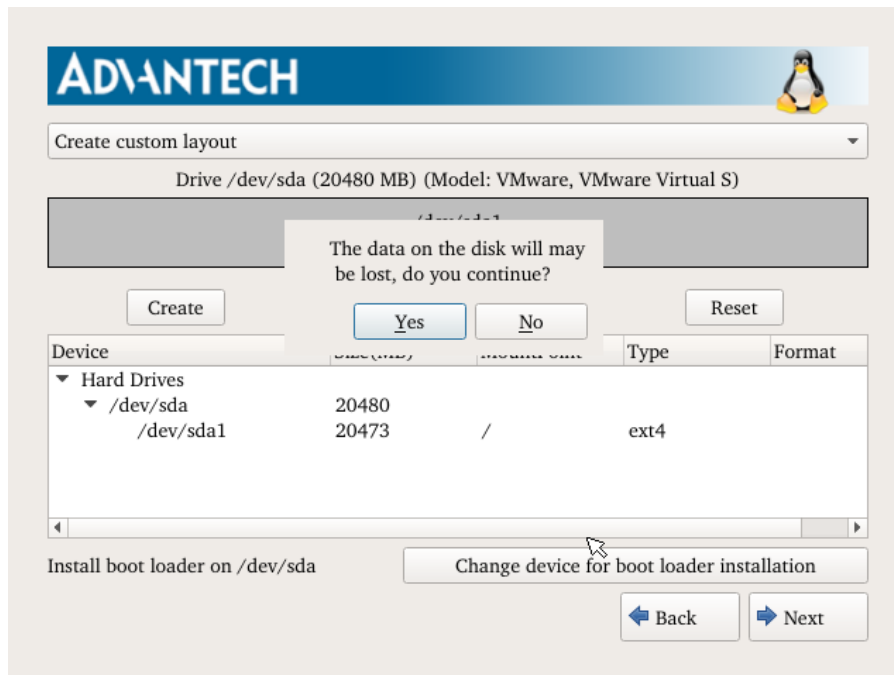 ADVANTECH
Create custom layout
Drive /dev/sda (20480 MB) (Model: VMware, VMware Virtual S)
The data on the disk will may
be lost, do you continue?
Create
Yes
No
Reset
Device Type Format
Hard Drives
/dev/sda 20480
/dev/sda1 20473 / ext4
Install boot loader on /dev/sda
Change device for boot loader installation
Back
Next